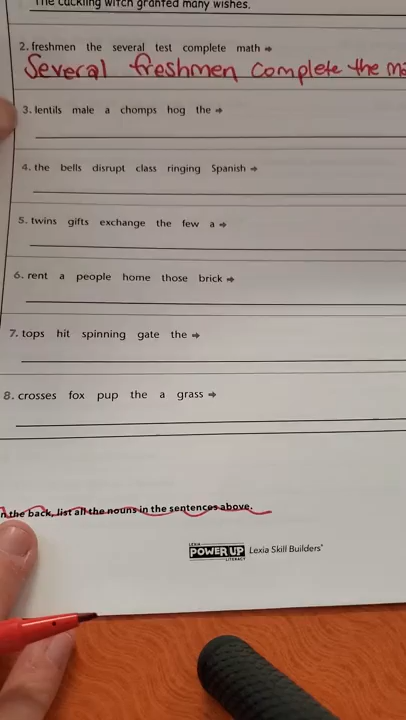 The cackling witch granted many wishes.
2. freshmen the several test complete math →
Several freshmen complete the
3. lentils male a chomps hog the →
4. the bells disrupt class ringing Spanish →
5. twins gifts exchange the few a →
6. rent a people home those brick →
7. tops hit spinning gate the →
8. crosses fox pup the a grass →
the back, list all the nouns in the sentences above.
LEXIA
POWER UP Lexia Skill Builders®
LITERACY